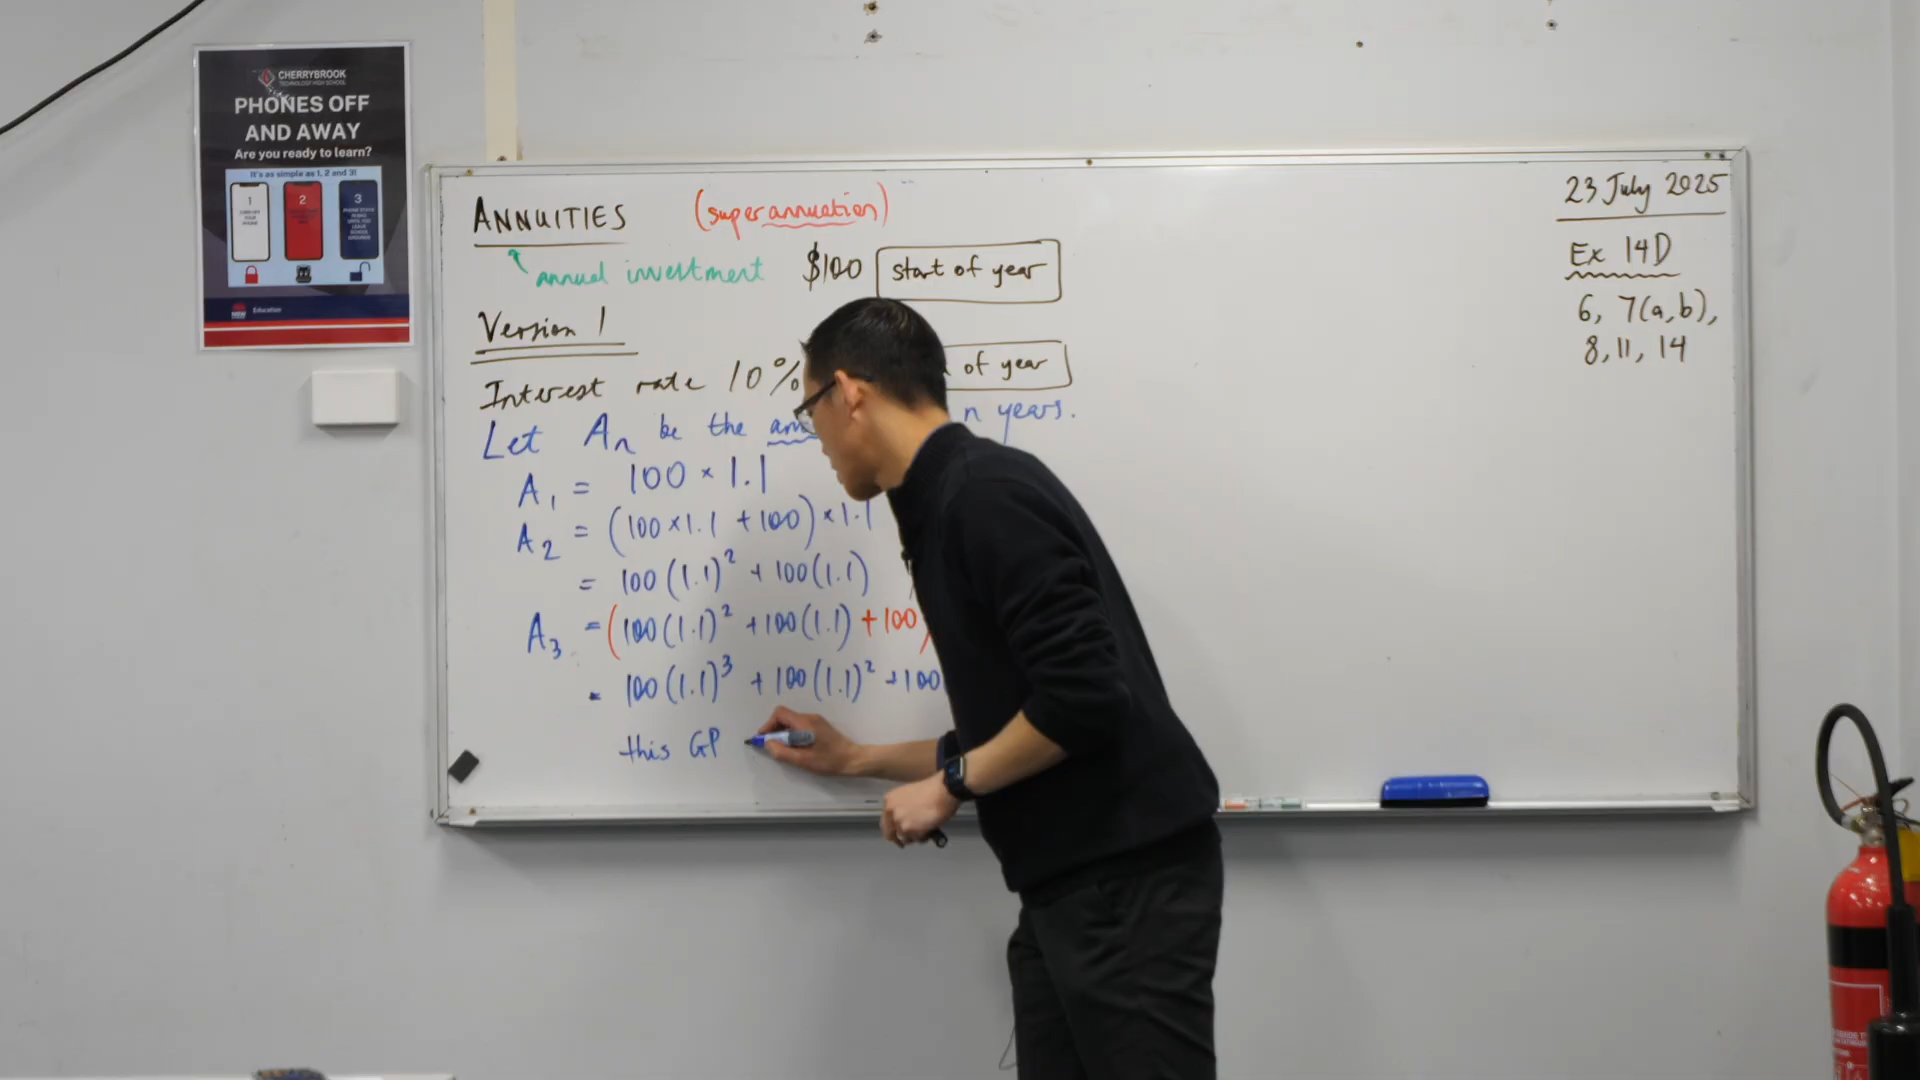 CHERRYBROOK
TECHNOLOGY HIGH SCHOOL
PHONES OFF
AND AWAY
Are you ready to learn?
It's as simple as 1, 2 and 3!
1
2
3
NSW
Education
ANNUITIES (superannuation)
annual investment $100 start of year
Version 1
Interest rate 10% of year
Let Aₙ be the n years.
A₁ = 100 × 1.1
A₂ = (100×1.1 + 100) × 1.1
= 100(1.1)² + 100(1.1)
A₃ = (100(1.1)² + 100(1.1) + 100)
= 100(1.1)³ + 100(1.1)² + 100
this GP
23 July 2025
Ex 14D
6, 7(a,b),
8, 11, 14